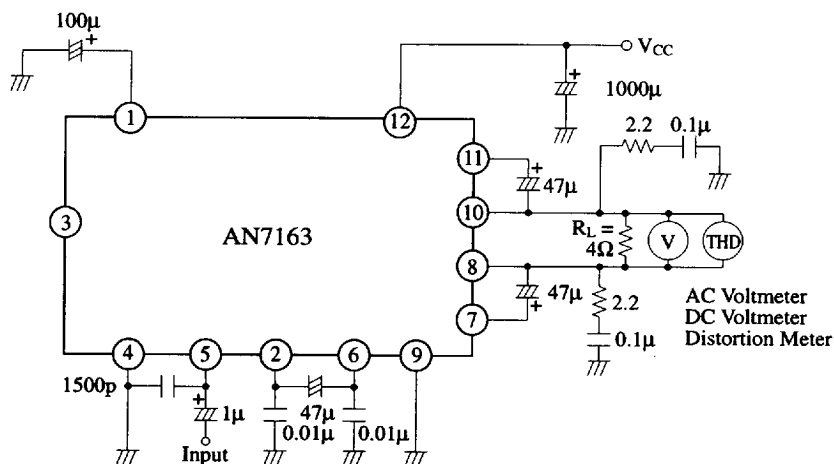 100μ
+
V_CC
+
1000μ
1
12
2.2
0.1μ
11
+
47μ
3
10
AN7163
R_L =
4Ω
V
THD
8
47μ
+
2.2
7
AC Voltmeter
DC Voltmeter
Distortion Meter
0.1μ
4
5
2
6
9
1500p
+
1μ
47μ
0.01μ
0.01μ
Input